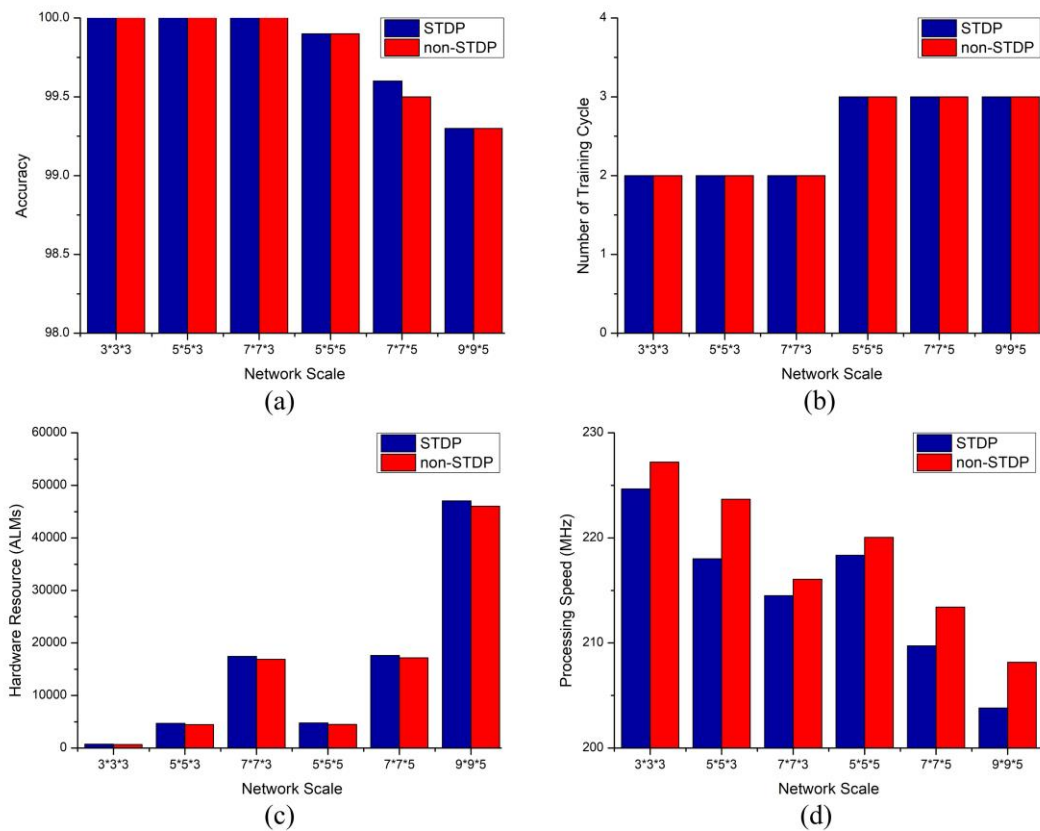 100.0
99.5
99.0
98.5
98.0
Accuracy
STDP
non-STDP
3*3*3 5*5*3 7*7*3 5*5*5 7*7*5 9*9*5
Network Scale
(a)
4
3
2
1
0
Number of Training Cycle
STDP
non-STDP
3*3*3 5*5*3 7*7*3 5*5*5 7*7*5 9*9*5
Network Scale
(b)
60000
50000
40000
30000
20000
10000
0
Hardware Resource (ALMs)
STDP
non-STDP
3*3*3 5*5*3 7*7*3 5*5*5 7*7*5 9*9*5
Network Scale
(c)
230
220
210
200
Processing Speed (MHz)
STDP
non-STDP
3*3*3 5*5*3 7*7*3 5*5*5 7*7*5 9*9*5
Network Scale
(d)